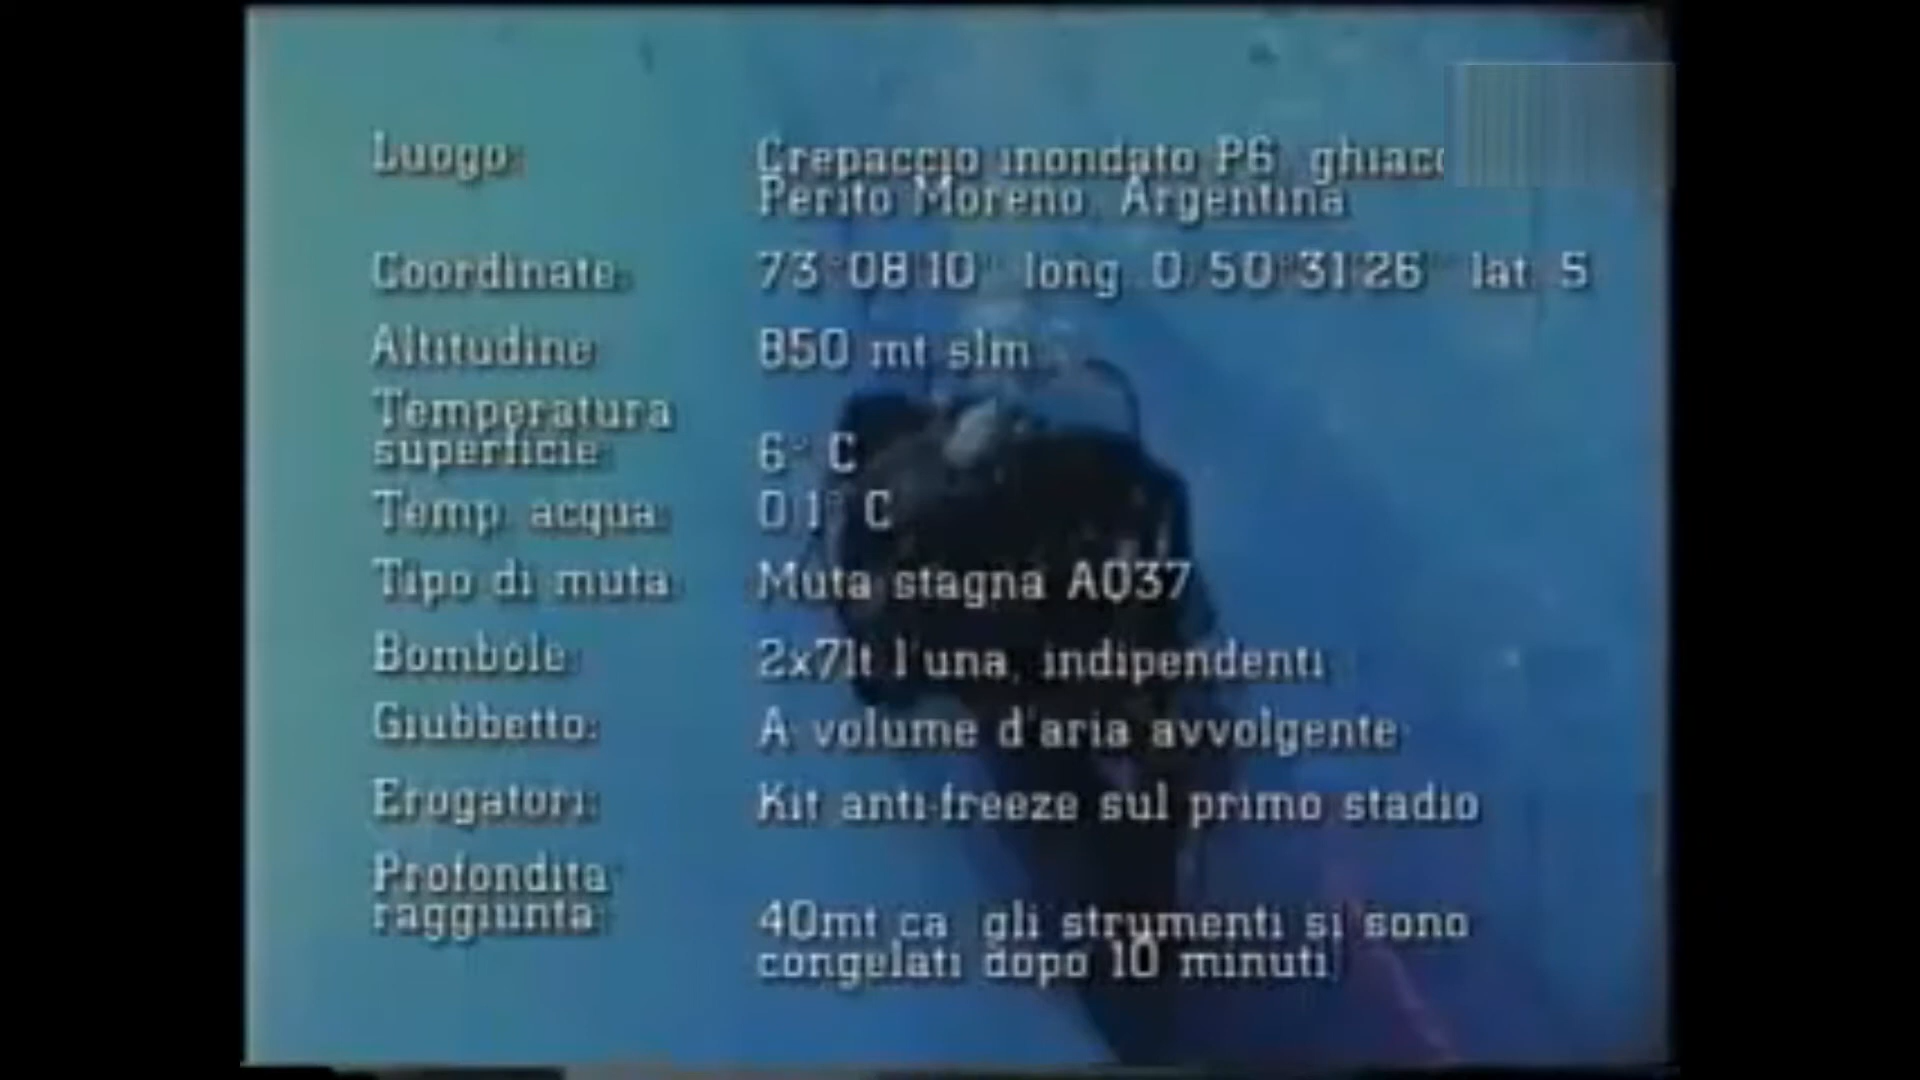 Luogo: Crepaccio inondato P6 ghiacc
Perito Moreno, Argentina
Coordinate: 73°08'10" long. O 50°31'26" lat. S
Altitudine: 850 mt slm
Temperatura
superficie: 6° C
Temp. acqua: 0,1° C
Tipo di muta: Muta stagna AQ37
Bombole: 2x7lt l'una, indipendenti
Giubbetto: A volume d'aria avvolgente
Erogatori: Kit anti-freeze sul primo stadio
Profondita'
raggiunta: 40mt ca. gli strumenti si sono
congelati dopo 10 minuti